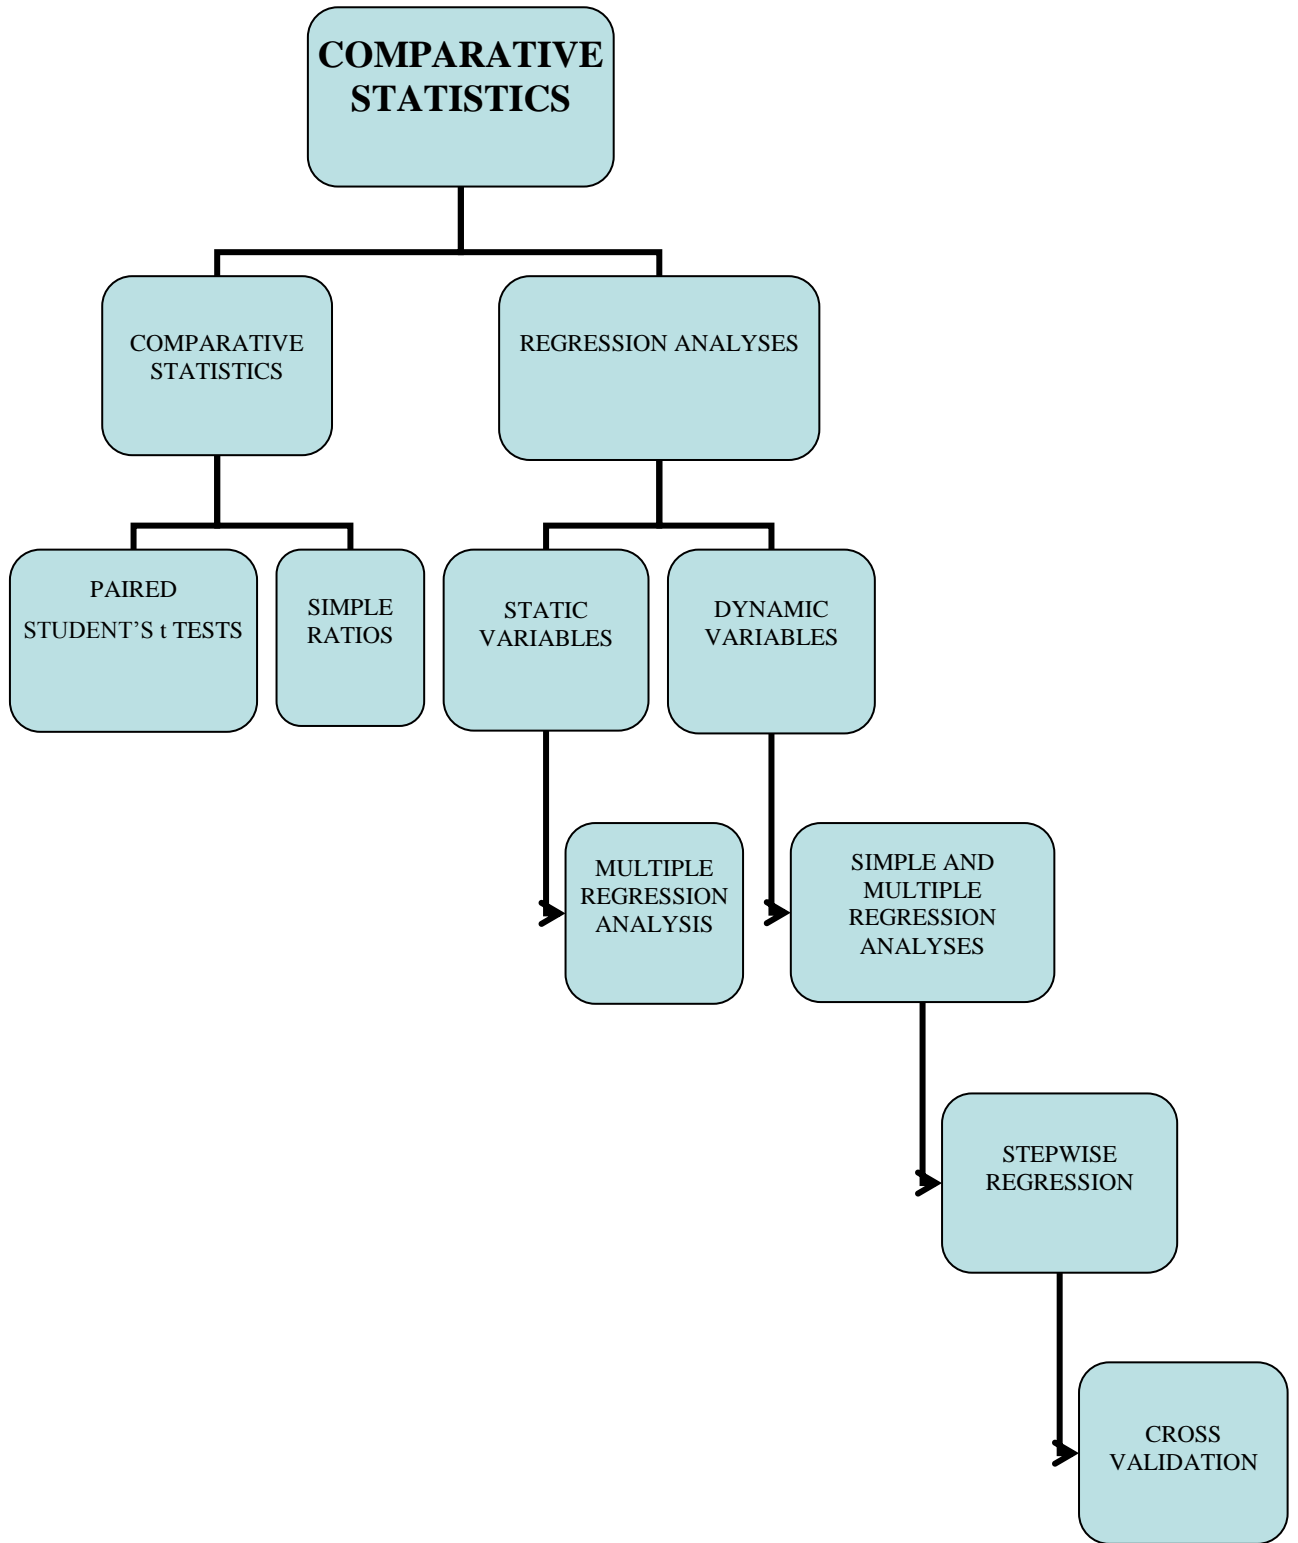 COMPARATIVE
STATISTICS
COMPARATIVE
STATISTICS
REGRESSION ANALYSES
PAIRED
STUDENT’S t TESTS
SIMPLE
RATIOS
STATIC
VARIABLES
DYNAMIC
VARIABLES
MULTIPLE
REGRESSION
ANALYSIS
SIMPLE AND
MULTIPLE
REGRESSION
ANALYSES
STEPWISE
REGRESSION
CROSS
VALIDATION